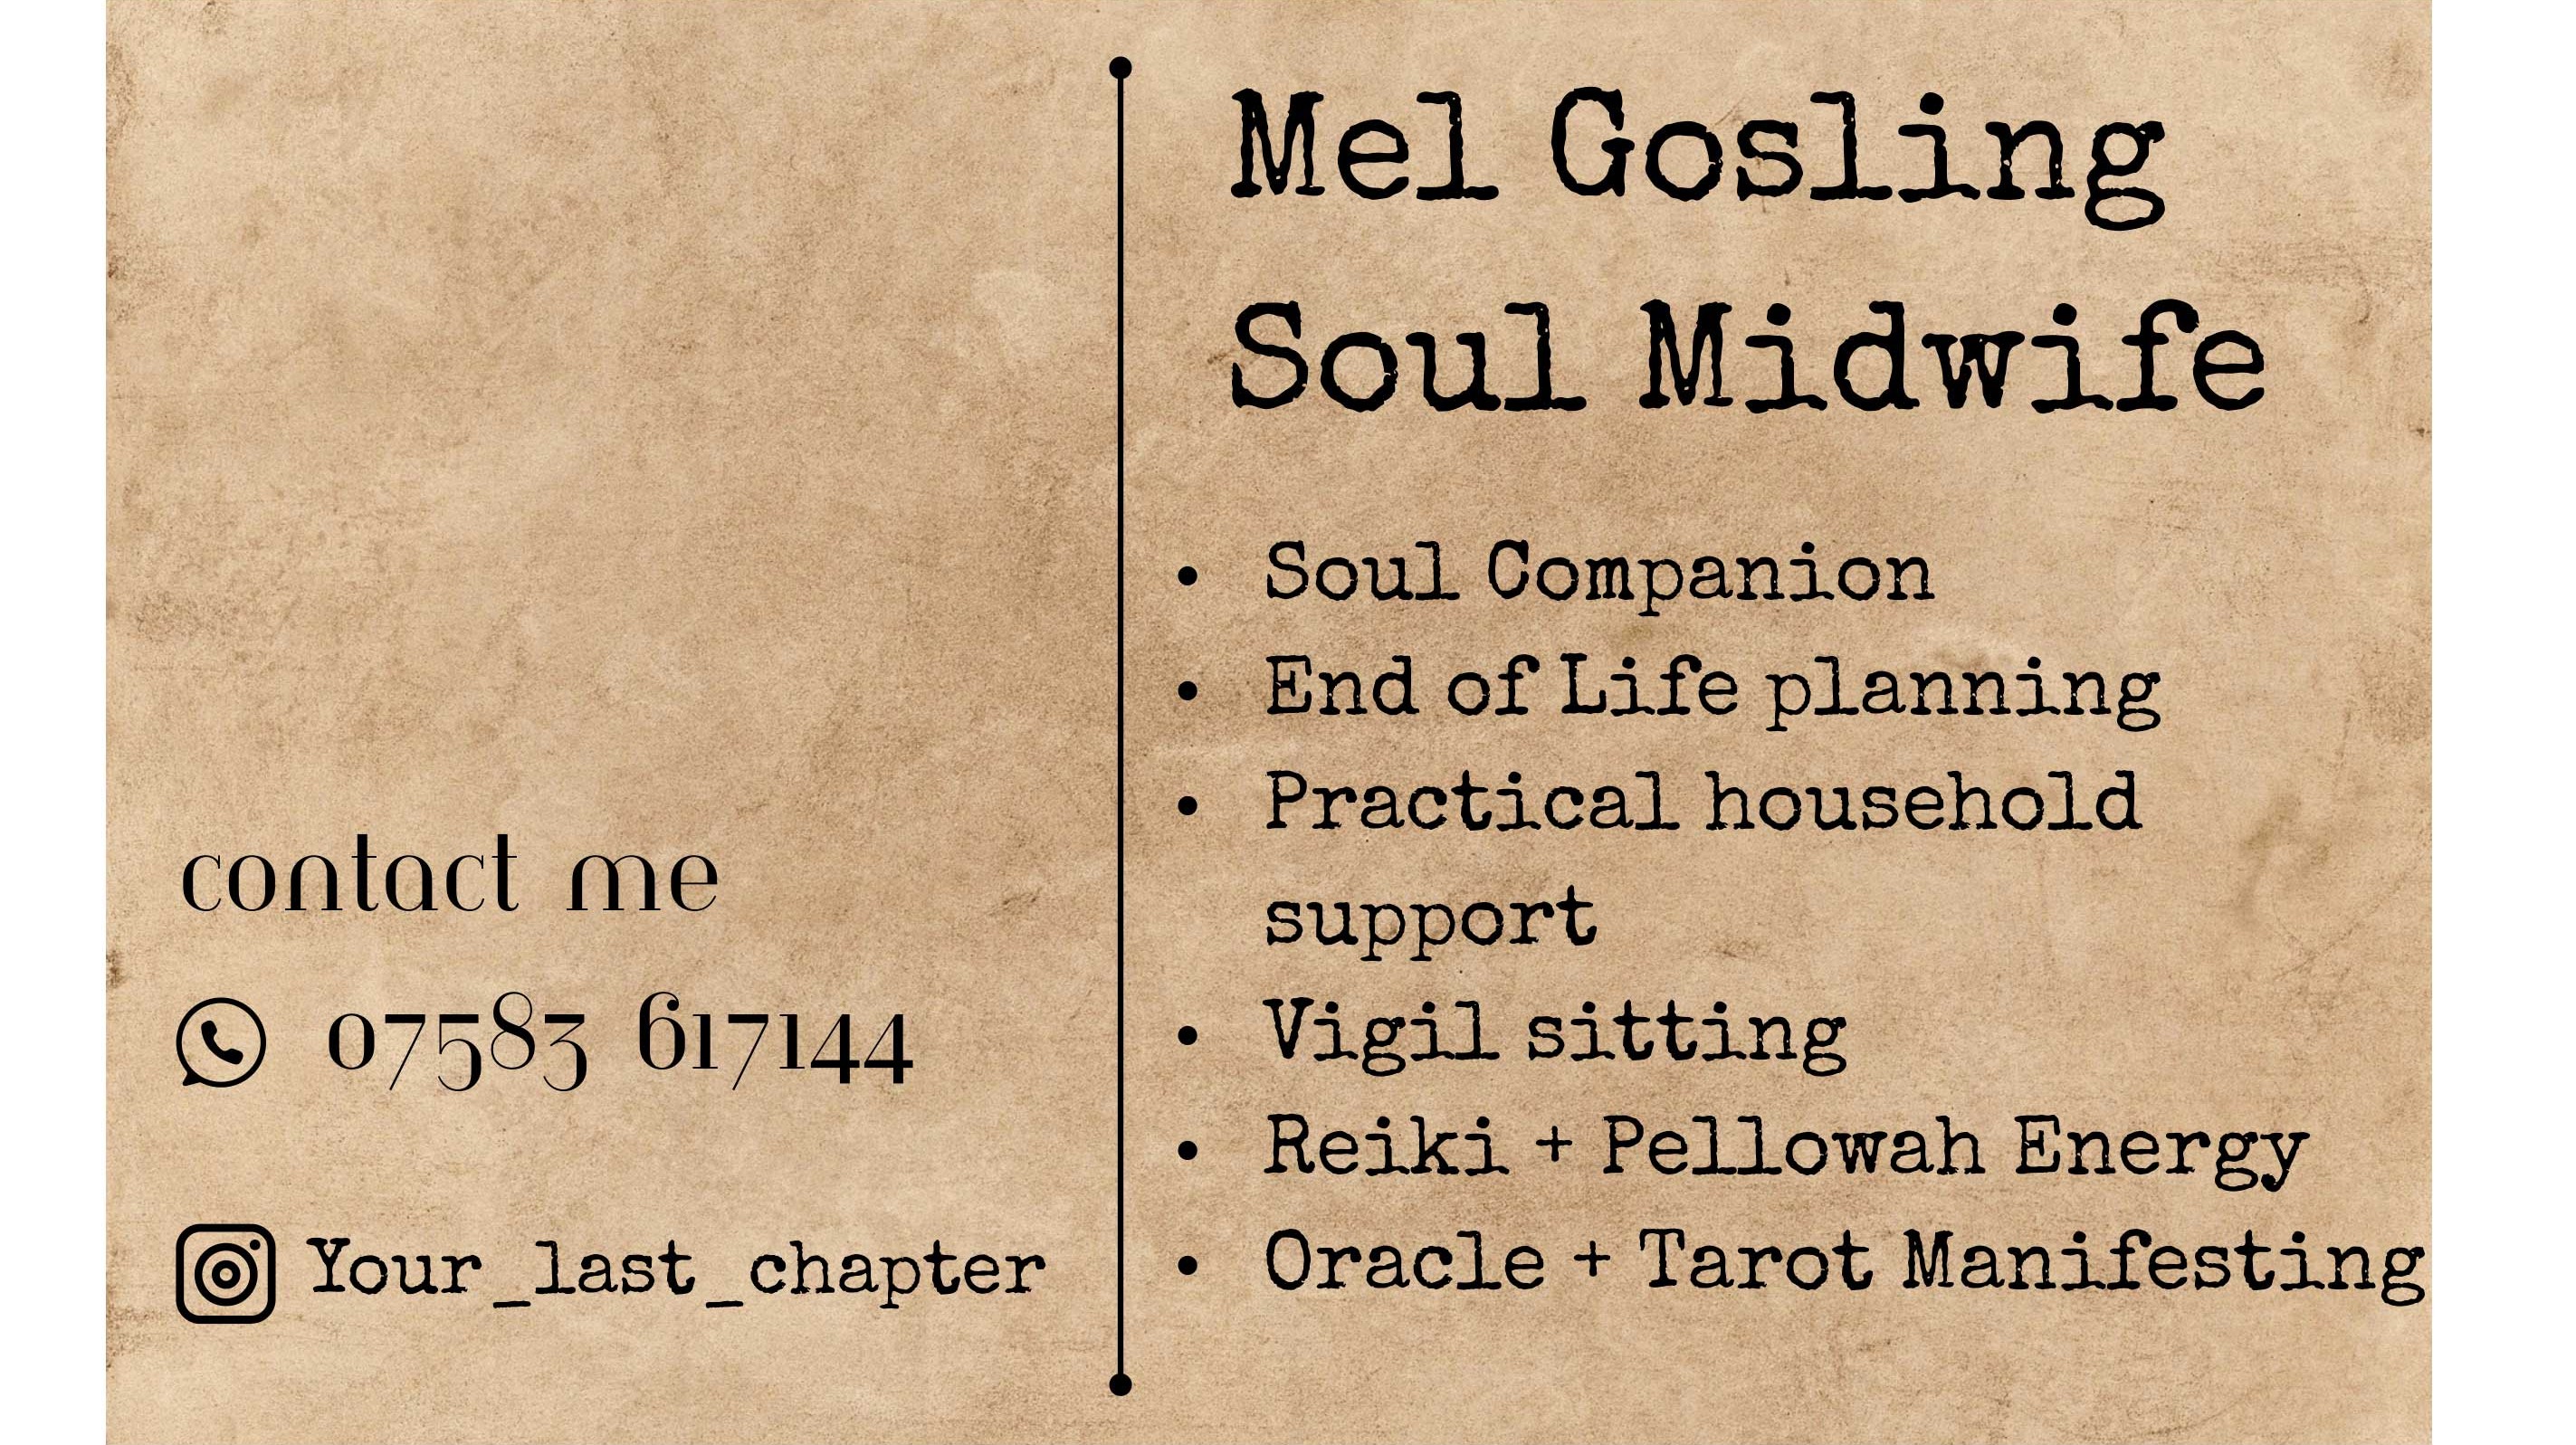 Mel Gosling
Soul Midwife
• Soul Companion
• End of Life planning
• Practical household
support
• Vigil sitting
• Reiki + Pellowah Energy
• Oracle + Tarot Manifesting
contact me
07583 617144
Your_last_chapter